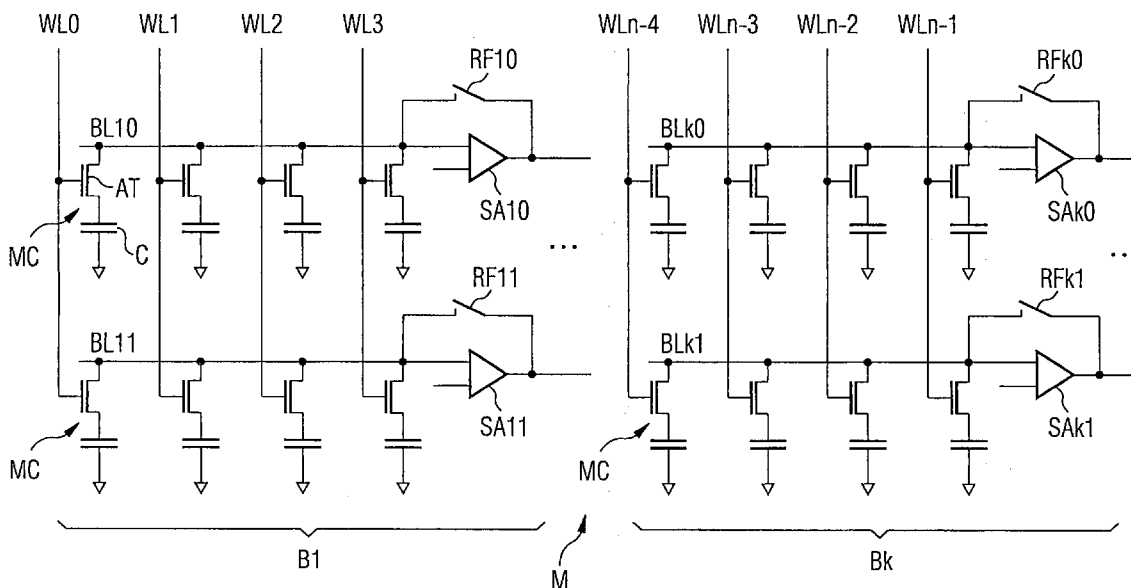 WL0 WL1 WL2 WL3 WLn-4 WLn-3 WLn-2 WLn-1
RF10 RFk0
BL10 BLk0
AT SA10 SAk0
MC C ... ..
RF11 RFk1
BL11 BLk1
SA11 SAk1
MC MC
B1 M Bk